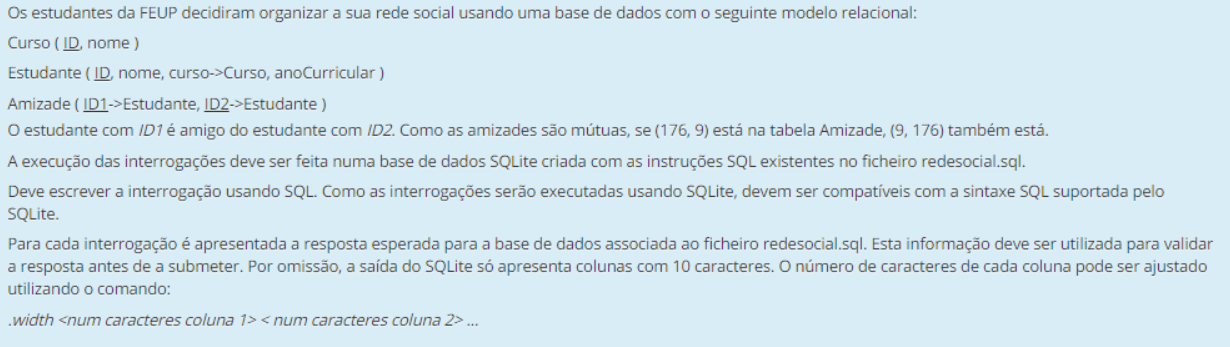 Os estudantes da FEUP decidiram organizar a sua rede social usando uma base de dados com o seguinte modelo relacional:
Curso ( ID, nome )
Estudante ( ID, nome, curso->Curso, anoCurricular )
Amizade ( ID1->Estudante, ID2->Estudante )
O estudante com ID1 é amigo do estudante com ID2. Como as amizades são mútuas, se (176, 9) está na tabela Amizade, (9, 176) também está.
A execução das interrogações deve ser feita numa base de dados SQLite criada com as instruções SQL existentes no ficheiro redesocial.sql.
Deve escrever a interrogação usando SQL. Como as interrogações serão executadas usando SQLite, devem ser compatíveis com a sintaxe SQL suportada pelo
SQLite.
Para cada interrogação é apresentada a resposta esperada para a base de dados associada ao ficheiro redesocial.sql. Esta informação deve ser utilizada para validar
a resposta antes de a submeter. Por omissão, a saída do SQLite só apresenta colunas com 10 caracteres. O número de caracteres de cada coluna pode ser ajustado
utilizando o comando:
.width <num caracteres coluna 1> < num caracteres coluna 2> ...